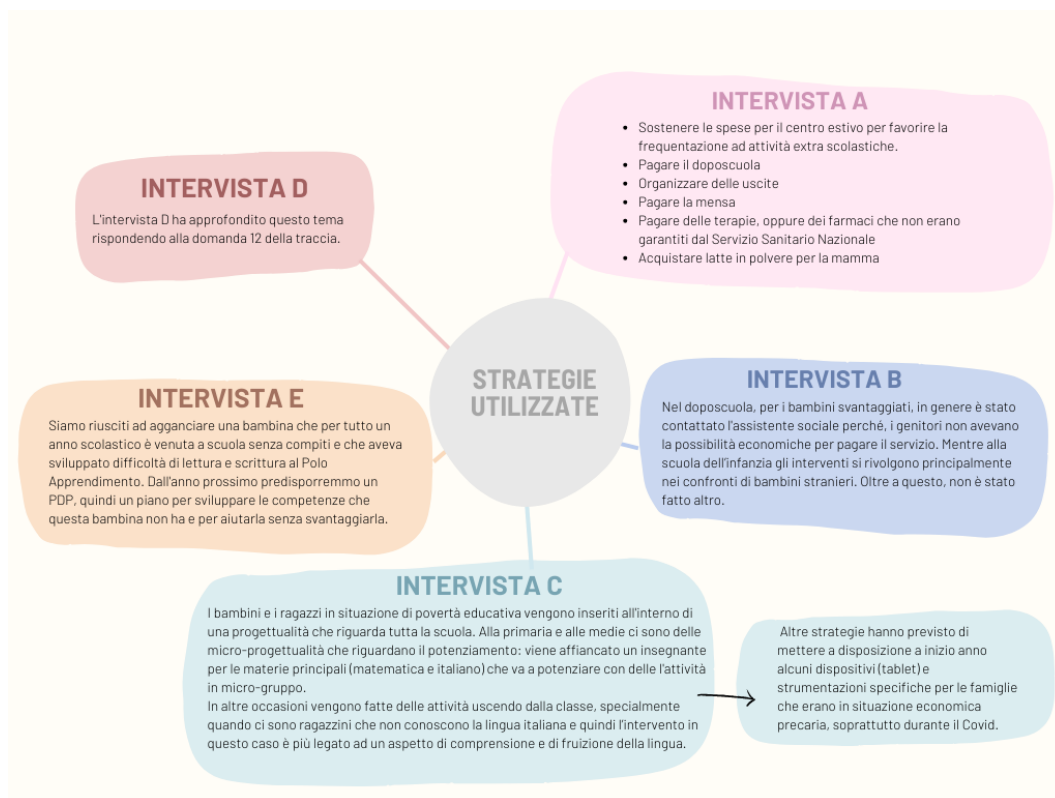 INTERVISTA A
• Sostenere le spese per il centro estivo per favorire la
frequentazione ad attività extra scolastiche.
• Pagare il doposcuola
• Organizzare delle uscite
• Pagare la mensa
• Pagare delle terapie, oppure dei farmaci che non erano
garantiti dal Servizio Sanitario Nazionale
• Acquistare latte in polvere per la mamma
INTERVISTA D
L'intervista D ha approfondito questo tema
rispondendo alla domanda 12 della traccia.
STRATEGIE
UTILIZZATE
INTERVISTA B
Nel doposcuola, per i bambini svantaggiati, in genere è stato
contattato l'assistente sociale perché, i genitori non avevano
la possibilità economiche per pagare il servizio. Mentre alla
scuola dell'infanzia gli interventi si rivolgono principalmente
nei confronti di bambini stranieri. Oltre a questo, non è stato
fatto altro.
INTERVISTA E
Siamo riusciti ad agganciare una bambina che per tutto un
anno scolastico è venuta a scuola senza compiti e che aveva
sviluppato difficoltà di lettura e scrittura al Polo
Apprendimento. Dall'anno prossimo predisporremmo un
PDP, quindi un piano per sviluppare le competenze che
questa bambina non ha e per aiutarla senza svantaggiarla.
INTERVISTA C
I bambini e i ragazzi in situazione di povertà educativa vengono inseriti all'interno di
una progettualità che riguarda tutta la scuola. Alla primaria e alle medie ci sono delle
micro-progettualità che riguardano il potenziamento: viene affiancato un insegnante
per le materie principali (matematica e italiano) che va a potenziare con delle l'attività
in micro-gruppo.
In altre occasioni vengono fatte delle attività uscendo dalla classe, specialmente
quando ci sono ragazzini che non conoscono la lingua italiana e quindi l'intervento in
questo caso è più legato ad un aspetto di comprensione e di fruizione della lingua.
Altre strategie hanno previsto di
mettere a disposizione a inizio anno
alcuni dispositivi (tablet) e
strumentazioni specifiche per le famiglie
che erano in situazione economica
precaria, soprattutto durante il Covid.